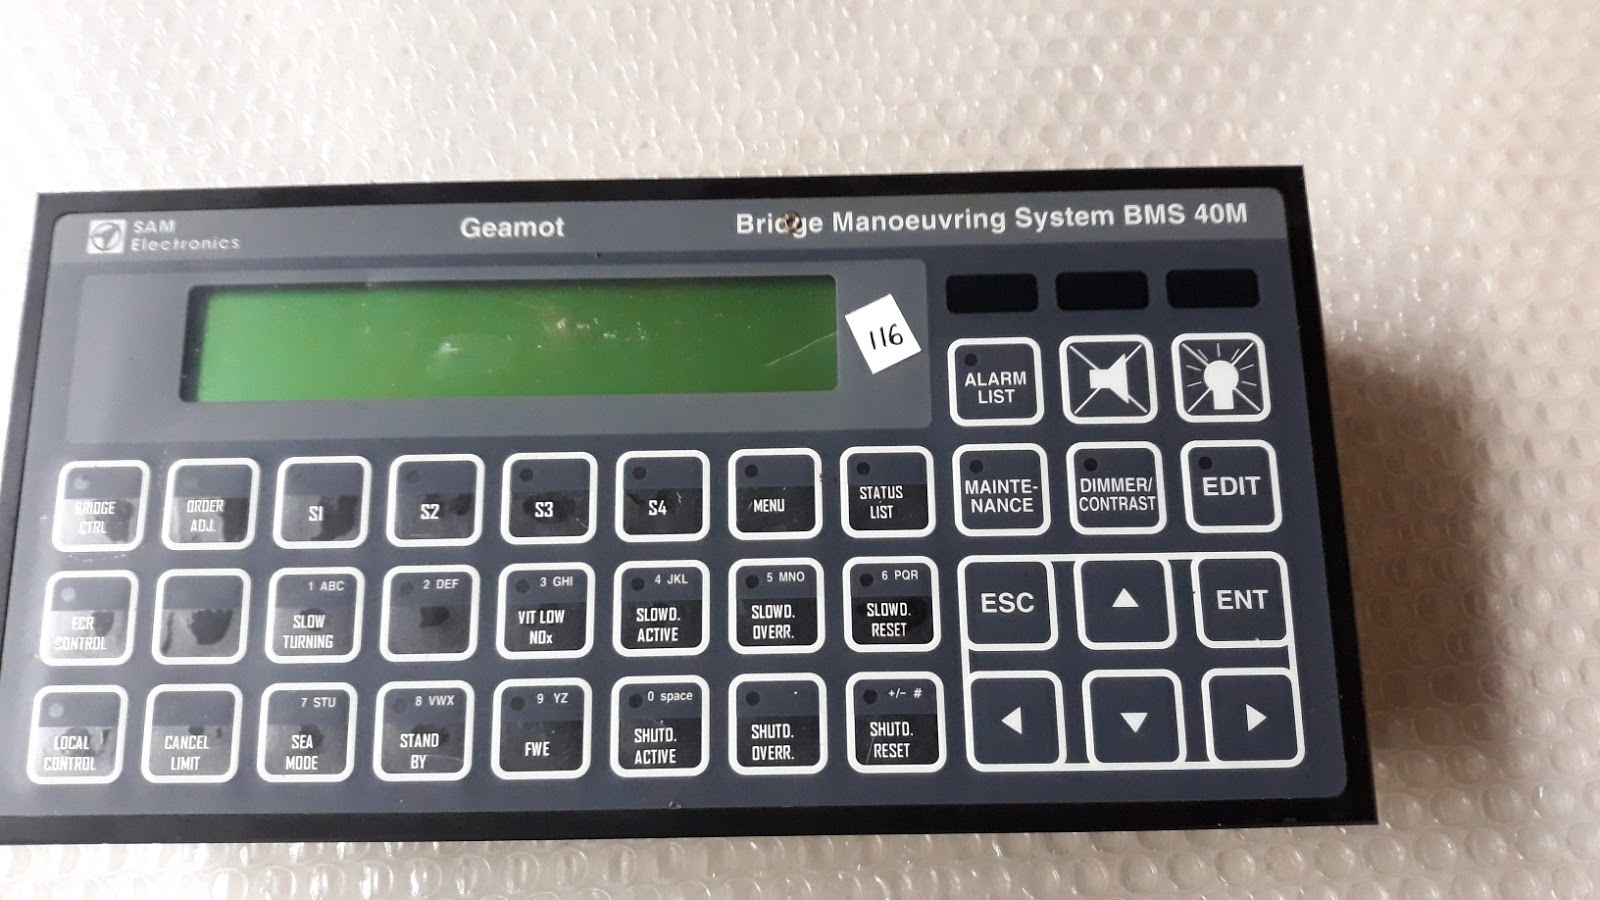 SAM
Electronics
Geamot
Bridge Manoeuvring System BMS 40M
116
ALARM
LIST
BRIDGE
CTRL
ORDER
ADJ.
S1
S2
S3
S4
MENU
STATUS
LIST
MAINTE-
NANCE
DIMMER/
CONTRAST
EDIT
ECR
CONTROL
1 ABC
SLOW
TURNING
2 DEF
3 GHI
VIT LOW
NOx
4 JKL
SLOWD.
ACTIVE
5 MNO
SLOWD.
OVERR.
6 PQR
SLOWD.
RESET
ESC
ENT
LOCAL
CONTROL
CANCEL
LIMIT
7 STU
SEA
MODE
8 VWX
STAND
BY
9 YZ
FWE
0 space
SHUTD.
ACTIVE
SHUTD.
OVERR.
+/- #
SHUTD.
RESET